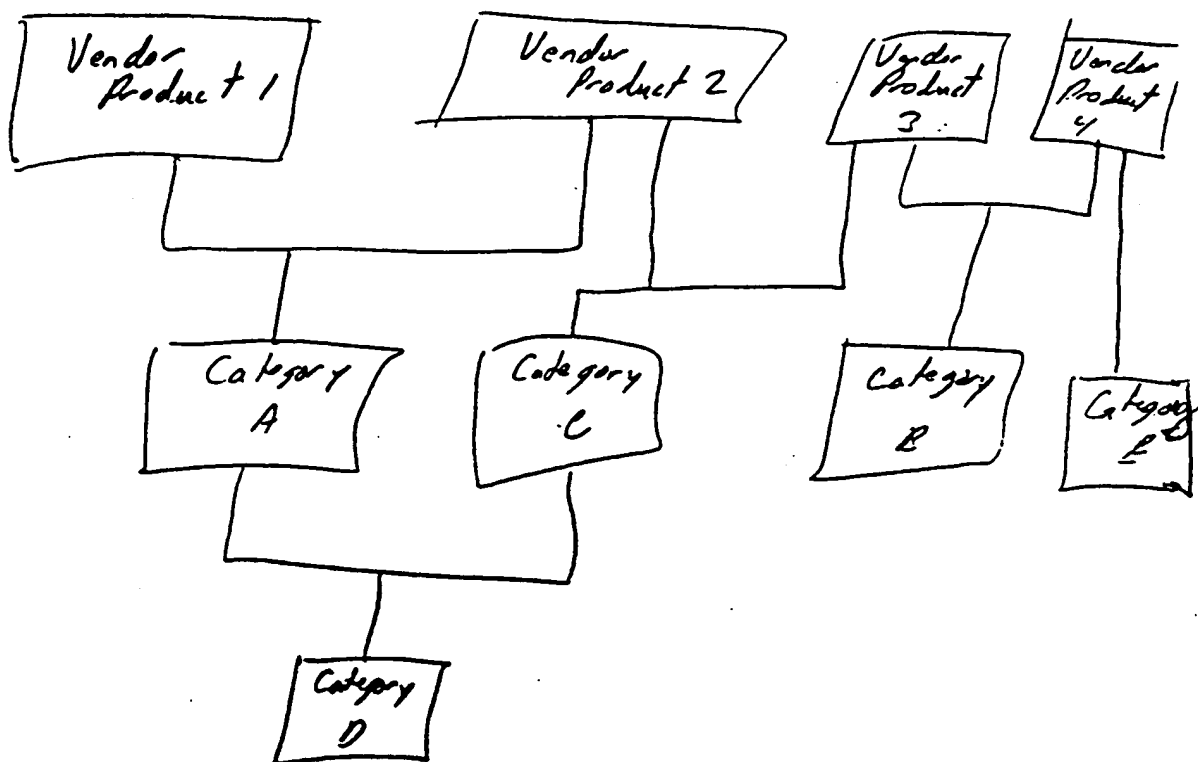 Vendor
Product 1
Vendor
Product 2
Vendor
Product
3
Vendor
Product
4
Category
A
Category
C
Category
Category
Category
D